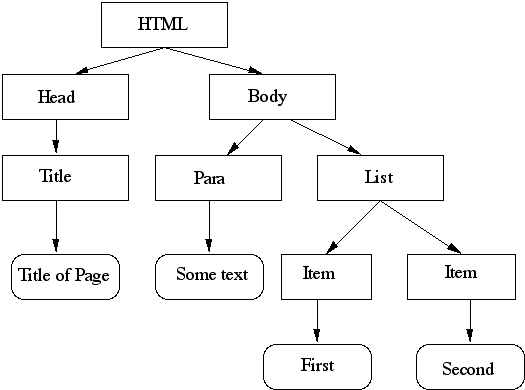 HTML
Head
Body
Title
Para
List
Title of Page
Some text
Item
Item
First
Second